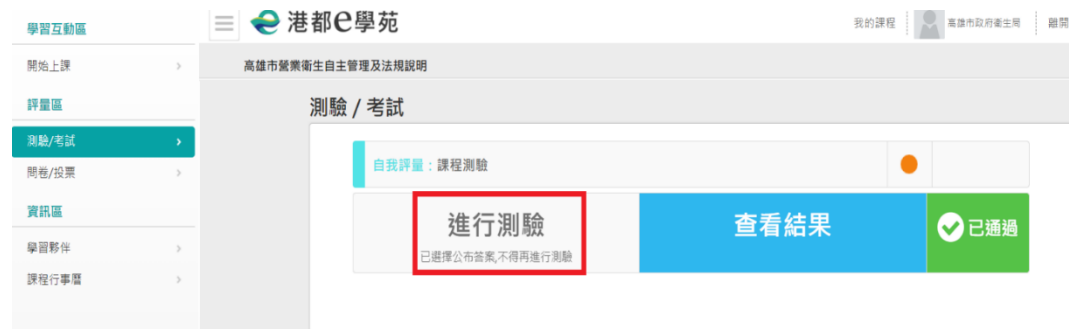 學習互動區
開始上課
評量區
測驗/考試
問卷/投票
資訊區
學習夥伴
課程行事曆
港都e學苑
我的課程
高雄市政府衛生局
離開
高雄市營業衛生自主管理及法規說明
測驗 / 考試
自我評量:課程測驗
進行測驗
已選擇公布答案,不得再進行測驗
查看結果
已通過